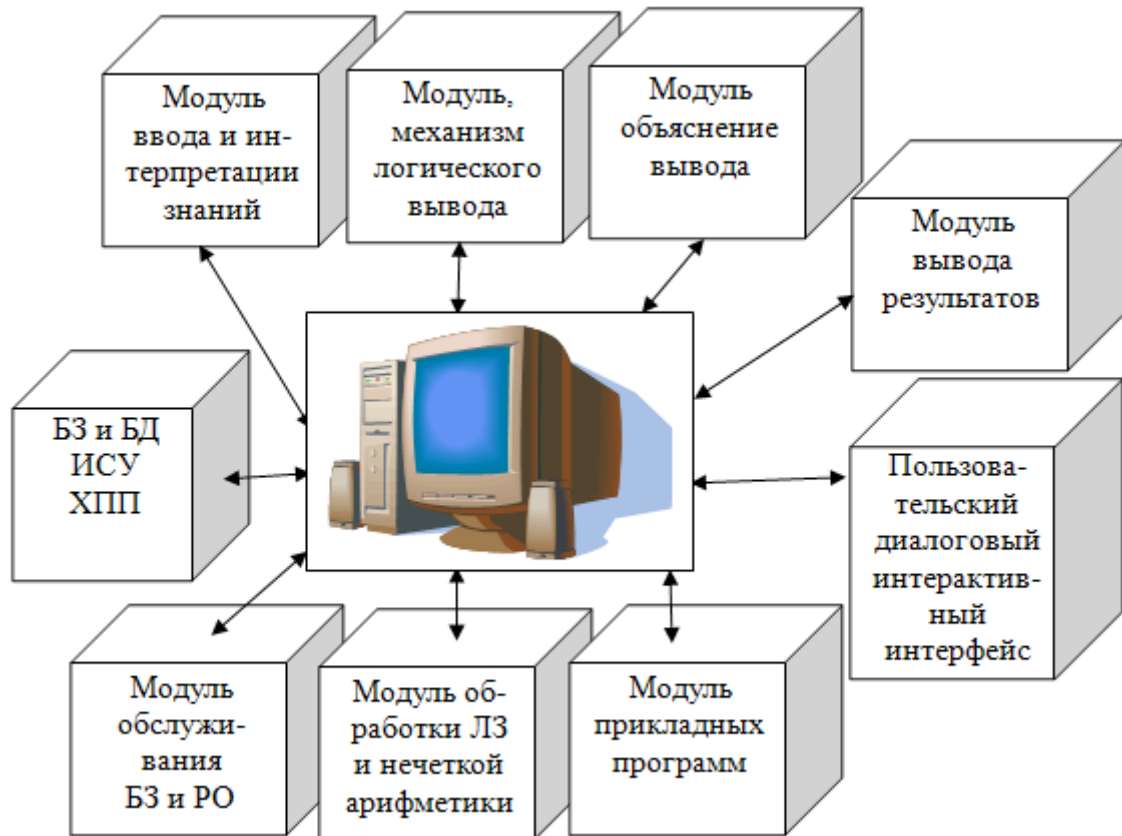 Модуль
ввода и ин-
терпретации
знаний
Модуль,
механизм
логического
вывода
Модуль
объяснение
вывода
Модуль
вывода
результатов
БЗ и БД
ИСУ
ХПП
Пользова-
тельский
диалоговый
интерактив-
ный
интерфейс
Модуль
обслужи-
вания
БЗ и РО
Модуль об-
работки ЛЗ
и нечеткой
арифметики
Модуль
прикладных
программ